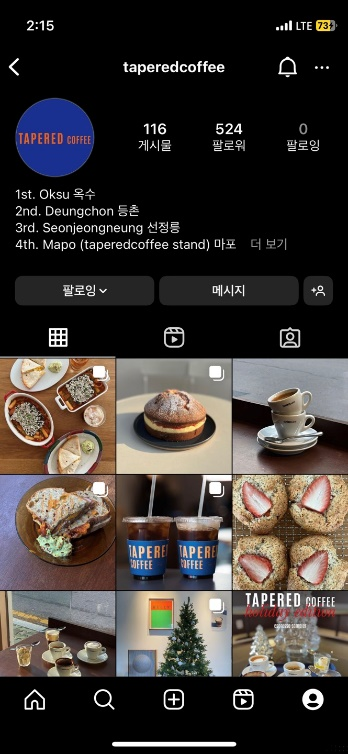 2:15
LTE 73
taperedcoffee
TAPERED COFFEE
116 524 0
게시물 팔로워 팔로잉
1st. Oksu 옥수
2nd. Deungchon 등촌
3rd. Seonjeongneung 선정릉
4th. Mapo (taperedcoffee stand) 마포 더 보기
팔로잉 메시지
TAPERED COFFEE
TAPERED COFFEE
TAPERED COFFEE
holiday edition